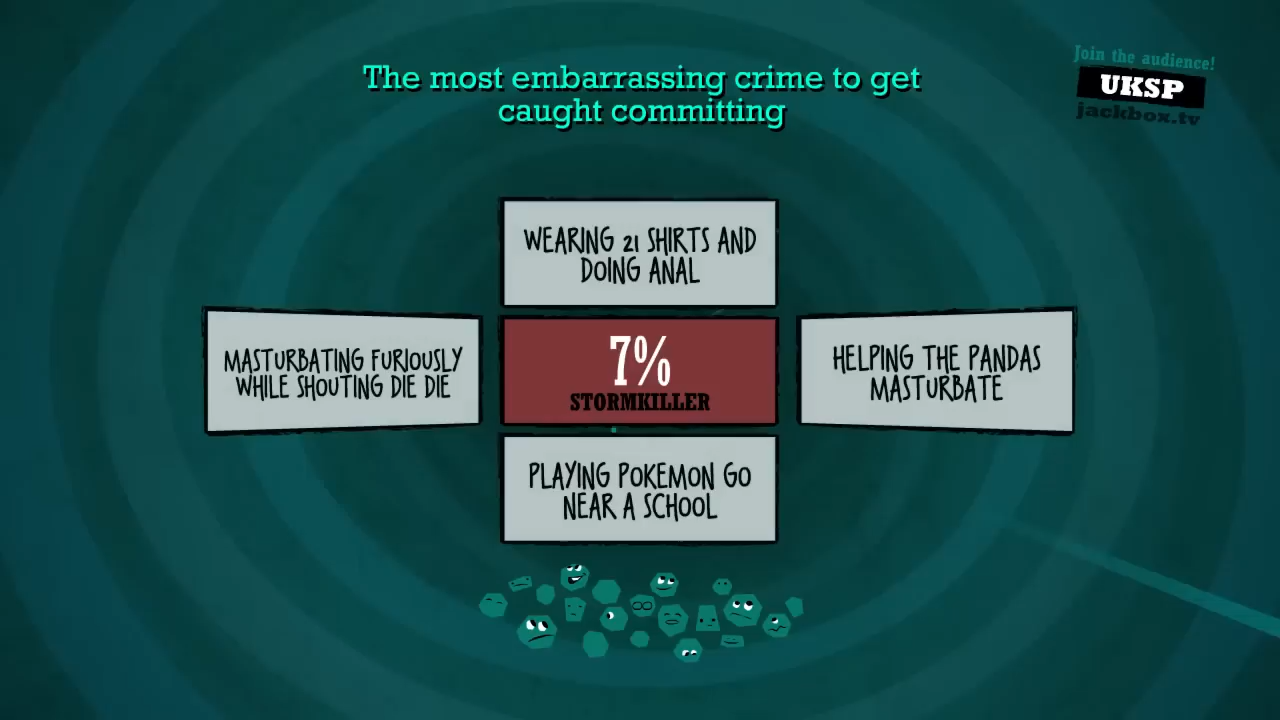 The most embarrassing crime to get
caught committing
Join the audience!
UKSP
jackbox.tv
WEARING 21 SHIRTS AND
DOING ANAL
MASTURBATING FURIOUSLY
WHILE SHOUTING DIE DIE
7%
STORMKILLER
HELPING THE PANDAS
MASTURBATE
PLAYING POKEMON GO
NEAR A SCHOOL